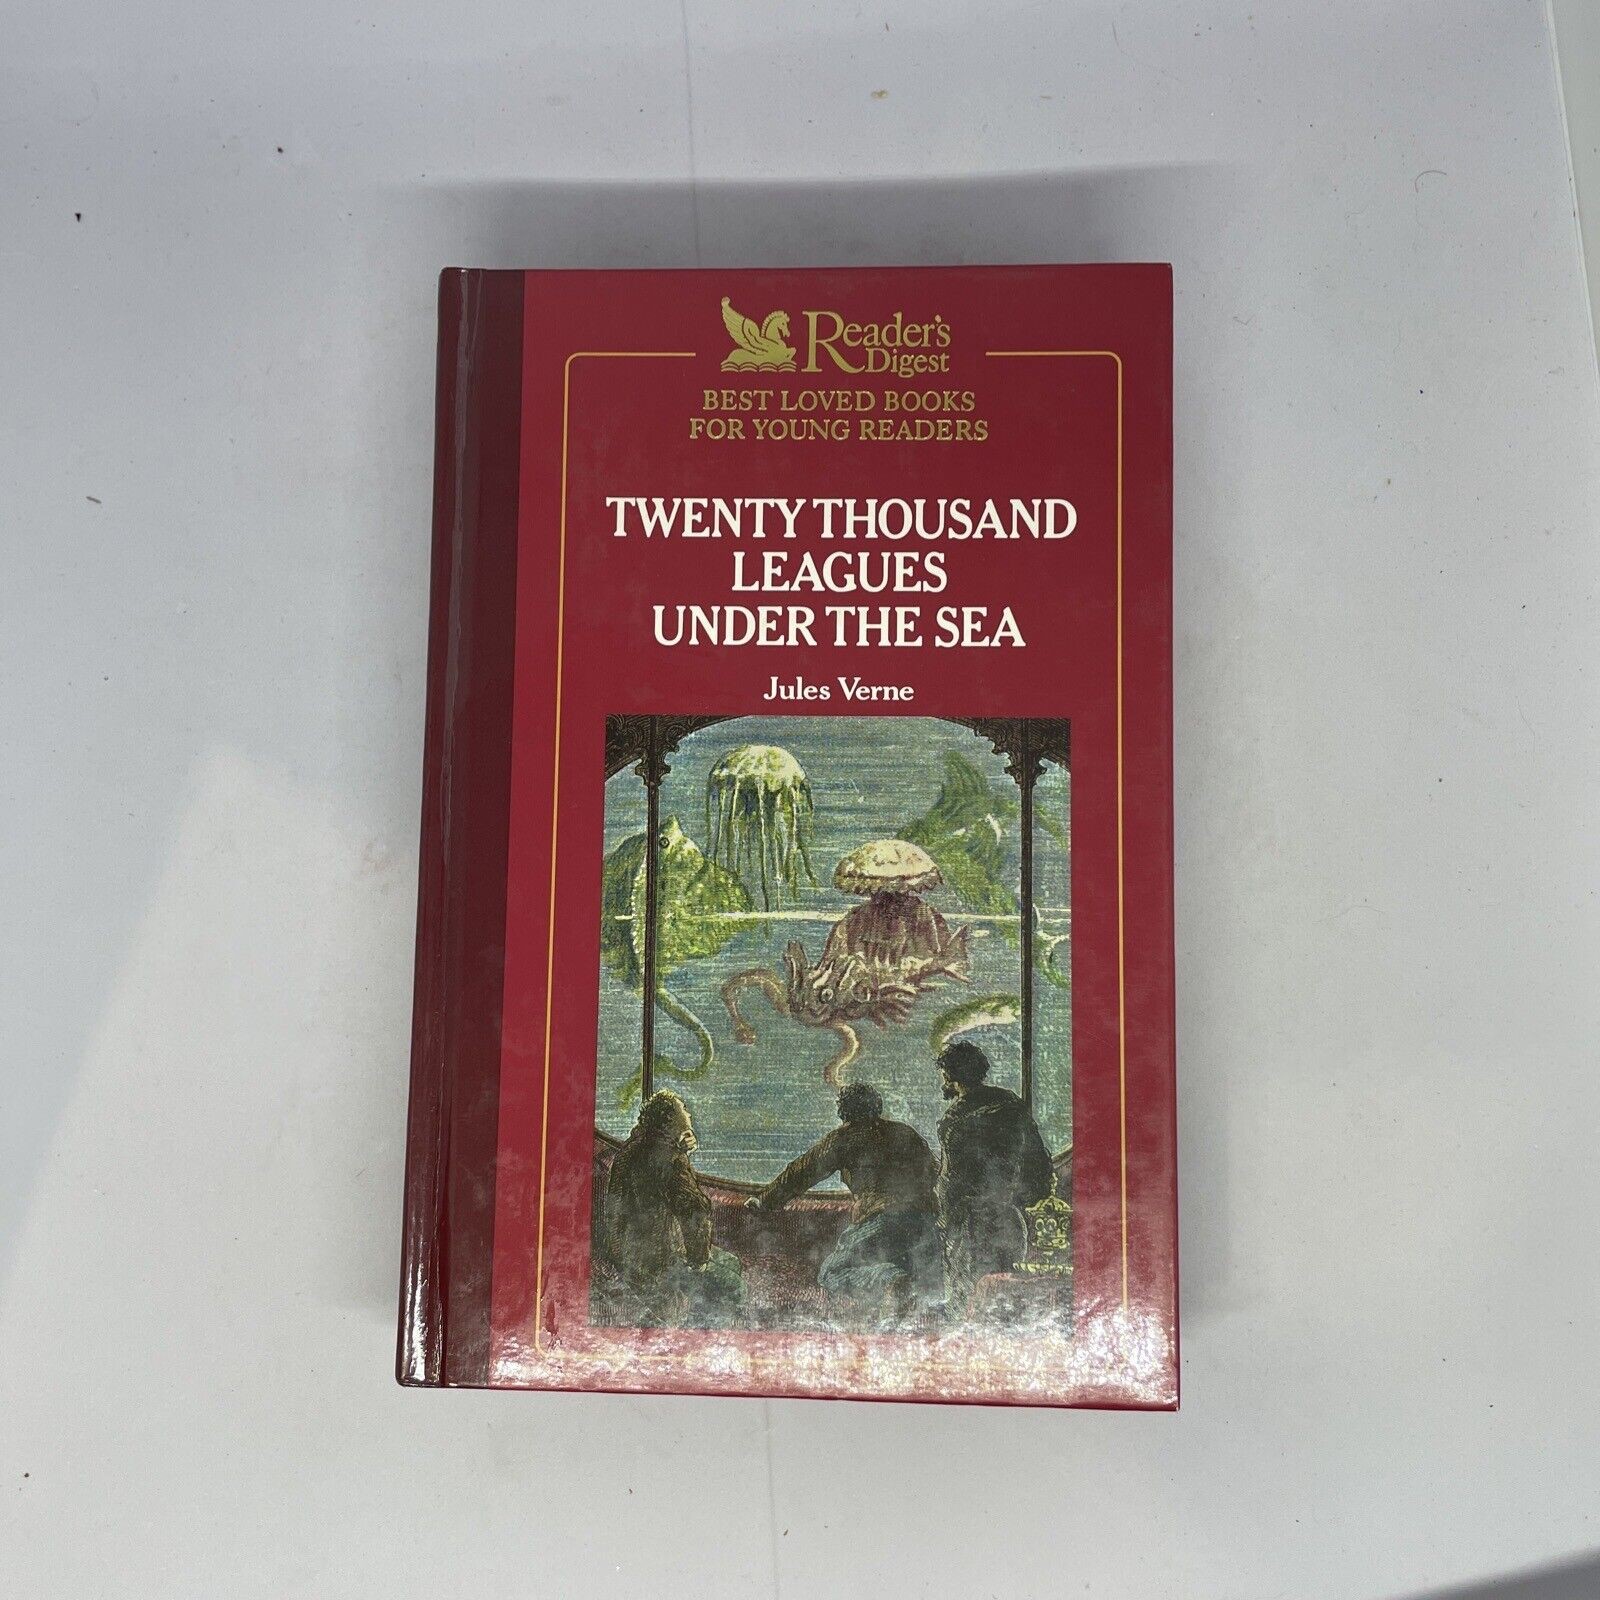 Reader's
Digest
BEST LOVED BOOKS
FOR YOUNG READERS
TWENTY THOUSAND
LEAGUES
UNDER THE SEA
Jules Verne